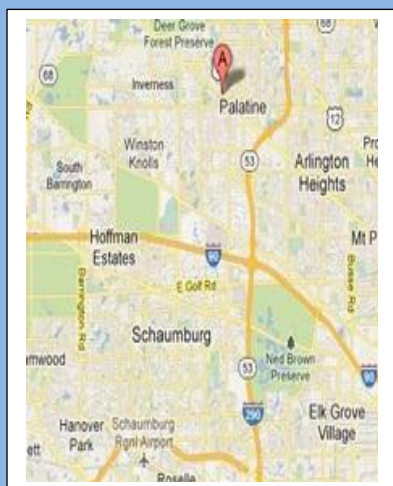 Deer Grove
Forest Preserve
68
A
68
Inverness
Palatine
12
Winston
Knolls
53
Arlington
Heights
South
Barrington
Mt P
Hoffman
Estates
90
Barrington Rd
E Golf Rd
Busse Rd
Schaumburg
Ned Brown
Preserve
53
90
290
Elk Grove
Village
Hanover
Park
Schaumburg
Rgnl Airport
Roselle